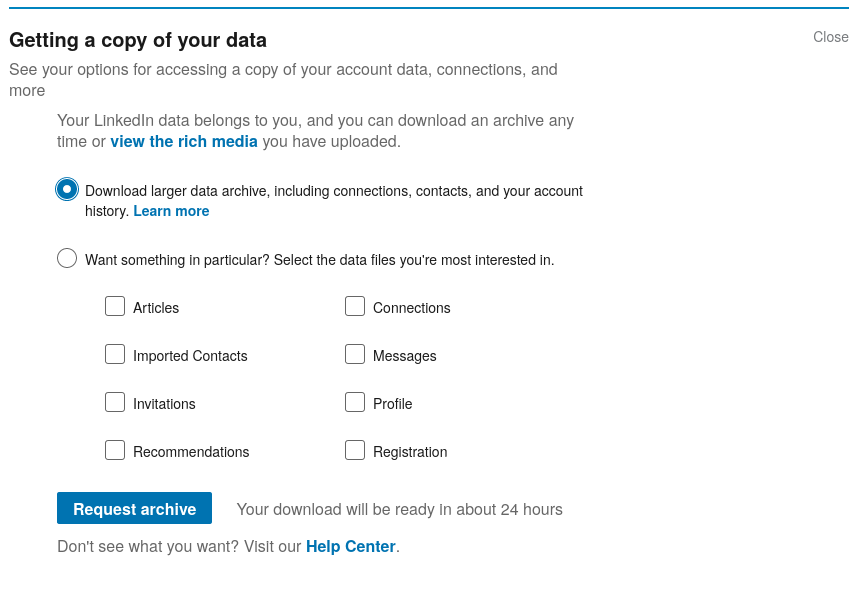 Getting a copy of your data
Close
See your options for accessing a copy of your account data, connections, and
more
Your LinkedIn data belongs to you, and you can download an archive any
time or view the rich media you have uploaded.
Download larger data archive, including connections, contacts, and your account
history. Learn more
Want something in particular? Select the data files you're most interested in.
Articles
Connections
Imported Contacts
Messages
Invitations
Profile
Recommendations
Registration
Request archive
Your download will be ready in about 24 hours
Don't see what you want? Visit our Help Center.